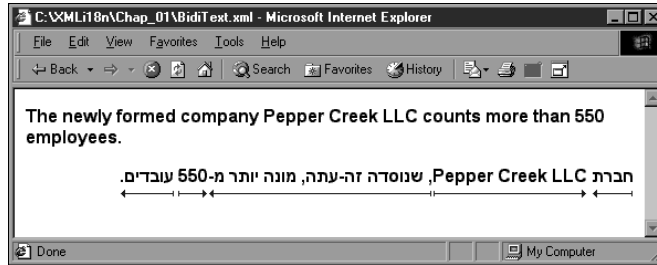 C:\XMLi18n\Chap_01\BidiText.xml - Microsoft Internet Explorer
File Edit View Favorites Tools Help
Back Search Favorites History
The newly formed company Pepper Creek LLC counts more than 550
employees.
חברת Pepper Creek LLC, שנוסדה זה-עתה, מונה יותר מ-550 עובדים.
Done My Computer